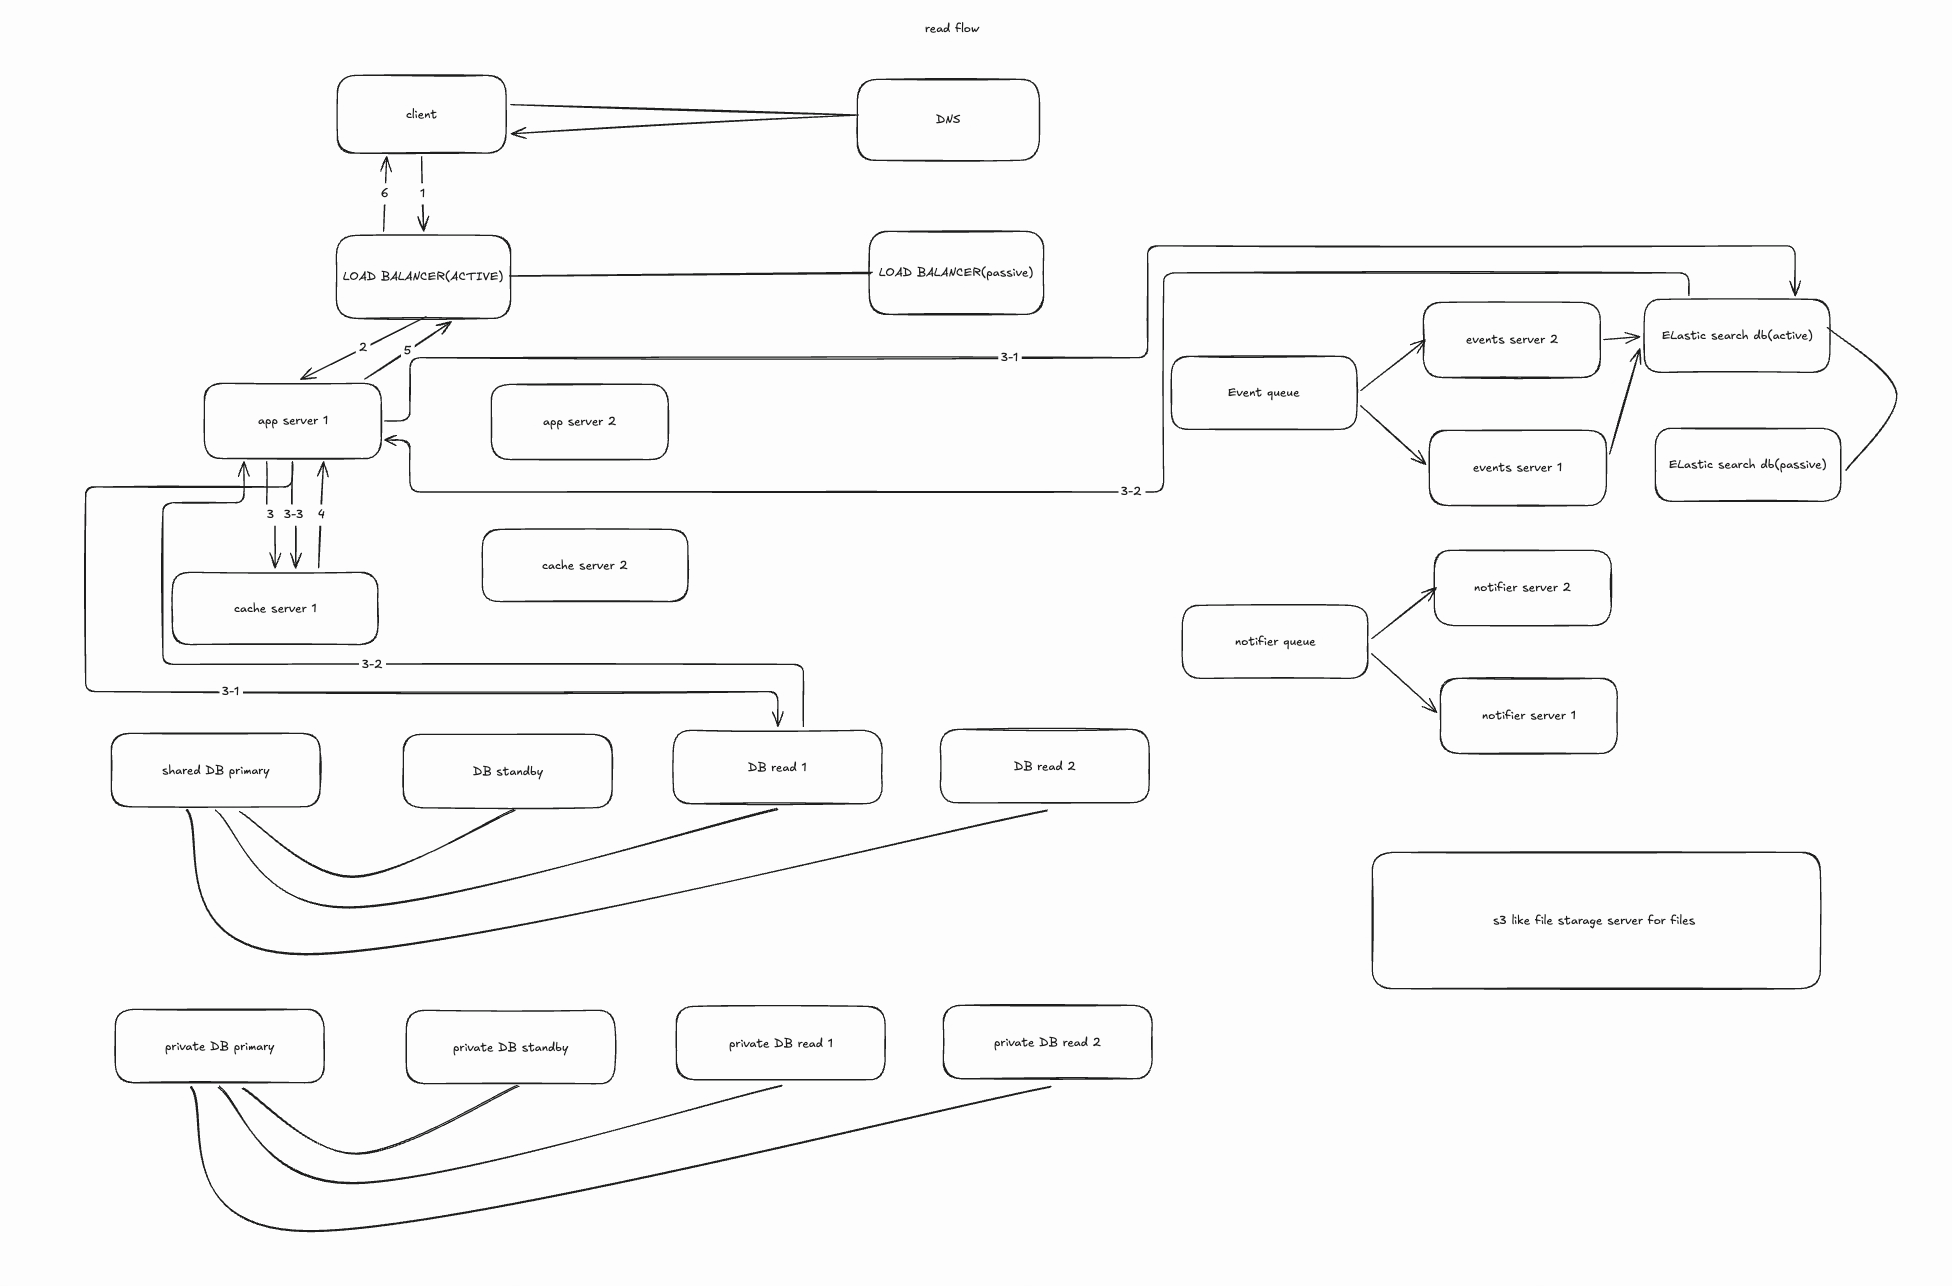 read flow
client
DNS
6
1
LOAD BALANCER(ACTIVE)
LOAD BALANCER(passive)
2
5
3-1
app server 1
app server 2
Event queue
events server 2
ELastic search db(active)
events server 1
ELastic search db(passive)
3-2
3
3-3
4
cache server 1
cache server 2
notifier queue
notifier server 2
notifier server 1
3-2
3-1
shared DB primary
DB standby
DB read 1
DB read 2
s3 like file starage server for files
private DB primary
private DB standby
private DB read 1
private DB read 2